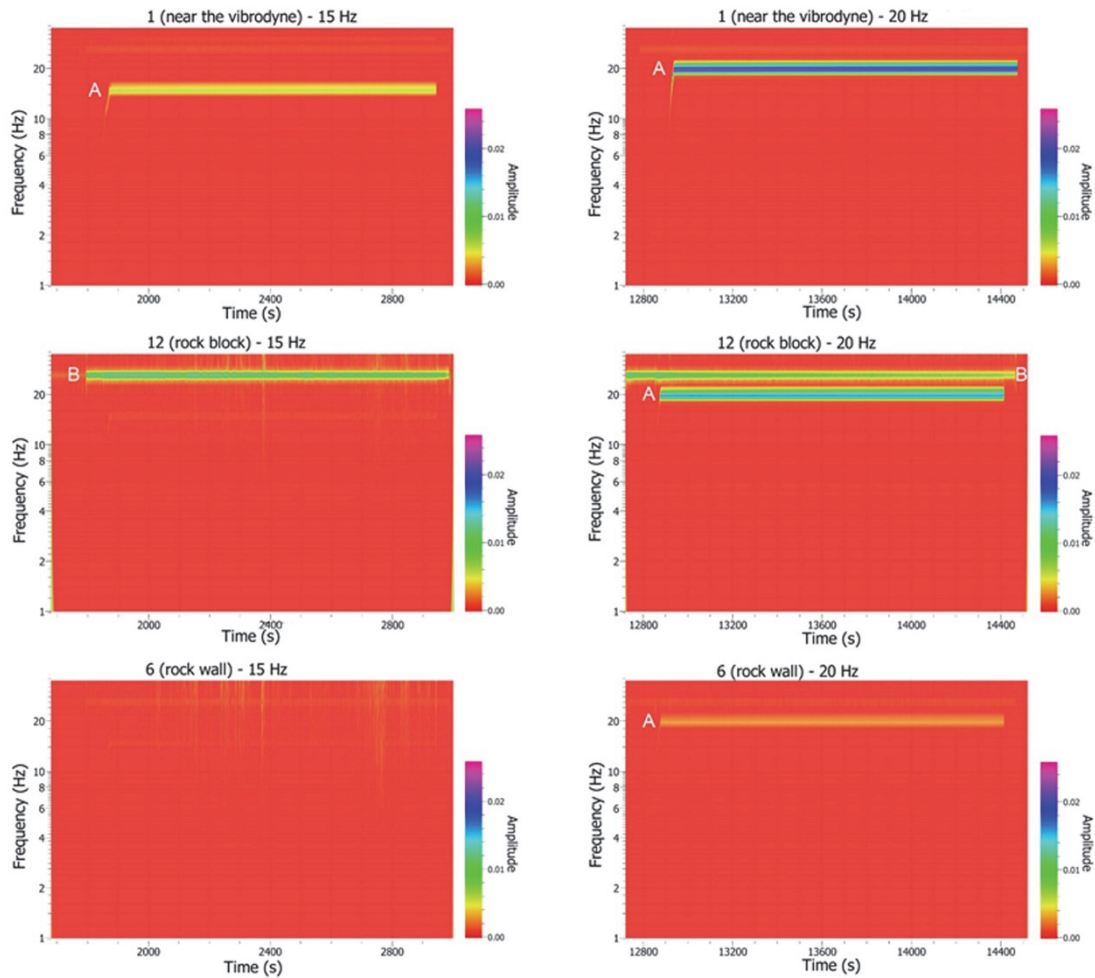 1 (near the vibrodyne) - 15 Hz
Frequency (Hz)
20
10
8
6
4
2
1
A
2000 2400 2800
Time (s)
0.02
0.01
0.00
Amplitude
1 (near the vibrodyne) - 20 Hz
Frequency (Hz)
20
10
8
6
4
2
1
A
12800 13200 13600 14000 14400
Time (s)
0.02
0.01
0.00
Amplitude
12 (rock block) - 15 Hz
Frequency (Hz)
20
10
8
6
4
2
1
B
2000 2400 2800
Time (s)
0.02
0.01
0.00
Amplitude
12 (rock block) - 20 Hz
Frequency (Hz)
20
10
8
6
4
2
1
B
A
12800 13200 13600 14000 14400
Time (s)
0.02
0.01
0.00
Amplitude
6 (rock wall) - 15 Hz
Frequency (Hz)
20
10
8
6
4
2
1
2000 2400 2800
Time (s)
0.02
0.01
0.00
Amplitude
6 (rock wall) - 20 Hz
Frequency (Hz)
20
10
8
6
4
2
1
A
12800 13200 13600 14000 14400
Time (s)
0.02
0.01
0.00
Amplitude